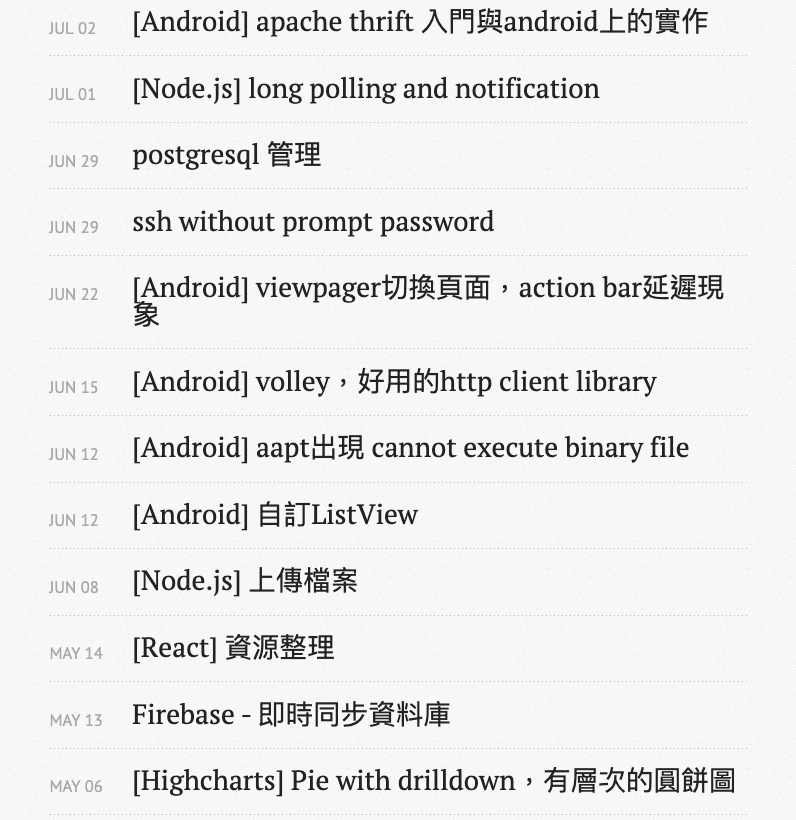 JUL 02 [Android] apache thrift 入門與android上的實作
JUL 01 [Node.js] long polling and notification
JUN 29 postgresql 管理
JUN 29 ssh without prompt password
JUN 22 [Android] viewpager切換頁面，action bar延遲現
象
JUN 15 [Android] volley，好用的http client library
JUN 12 [Android] aapt出現 cannot execute binary file
JUN 12 [Android] 自訂ListView
JUN 08 [Node.js] 上傳檔案
MAY 14 [React] 資源整理
MAY 13 Firebase - 即時同步資料庫
MAY 06 [Highcharts] Pie with drilldown，有層次的圓餅圖